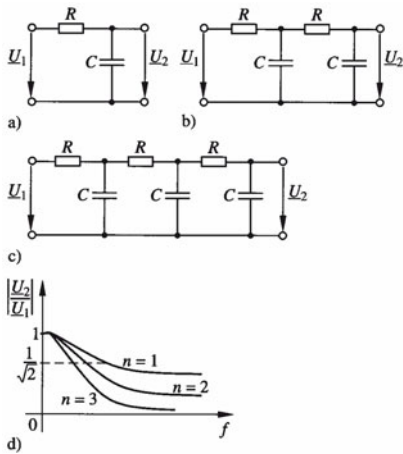 R
R R
U1 C U2 U1 C C U2
a) b)
R R R
U1 C C C U2
c)
|U2/U1|
1
1/√2
n = 1
n = 2
n = 3
0 f
d)